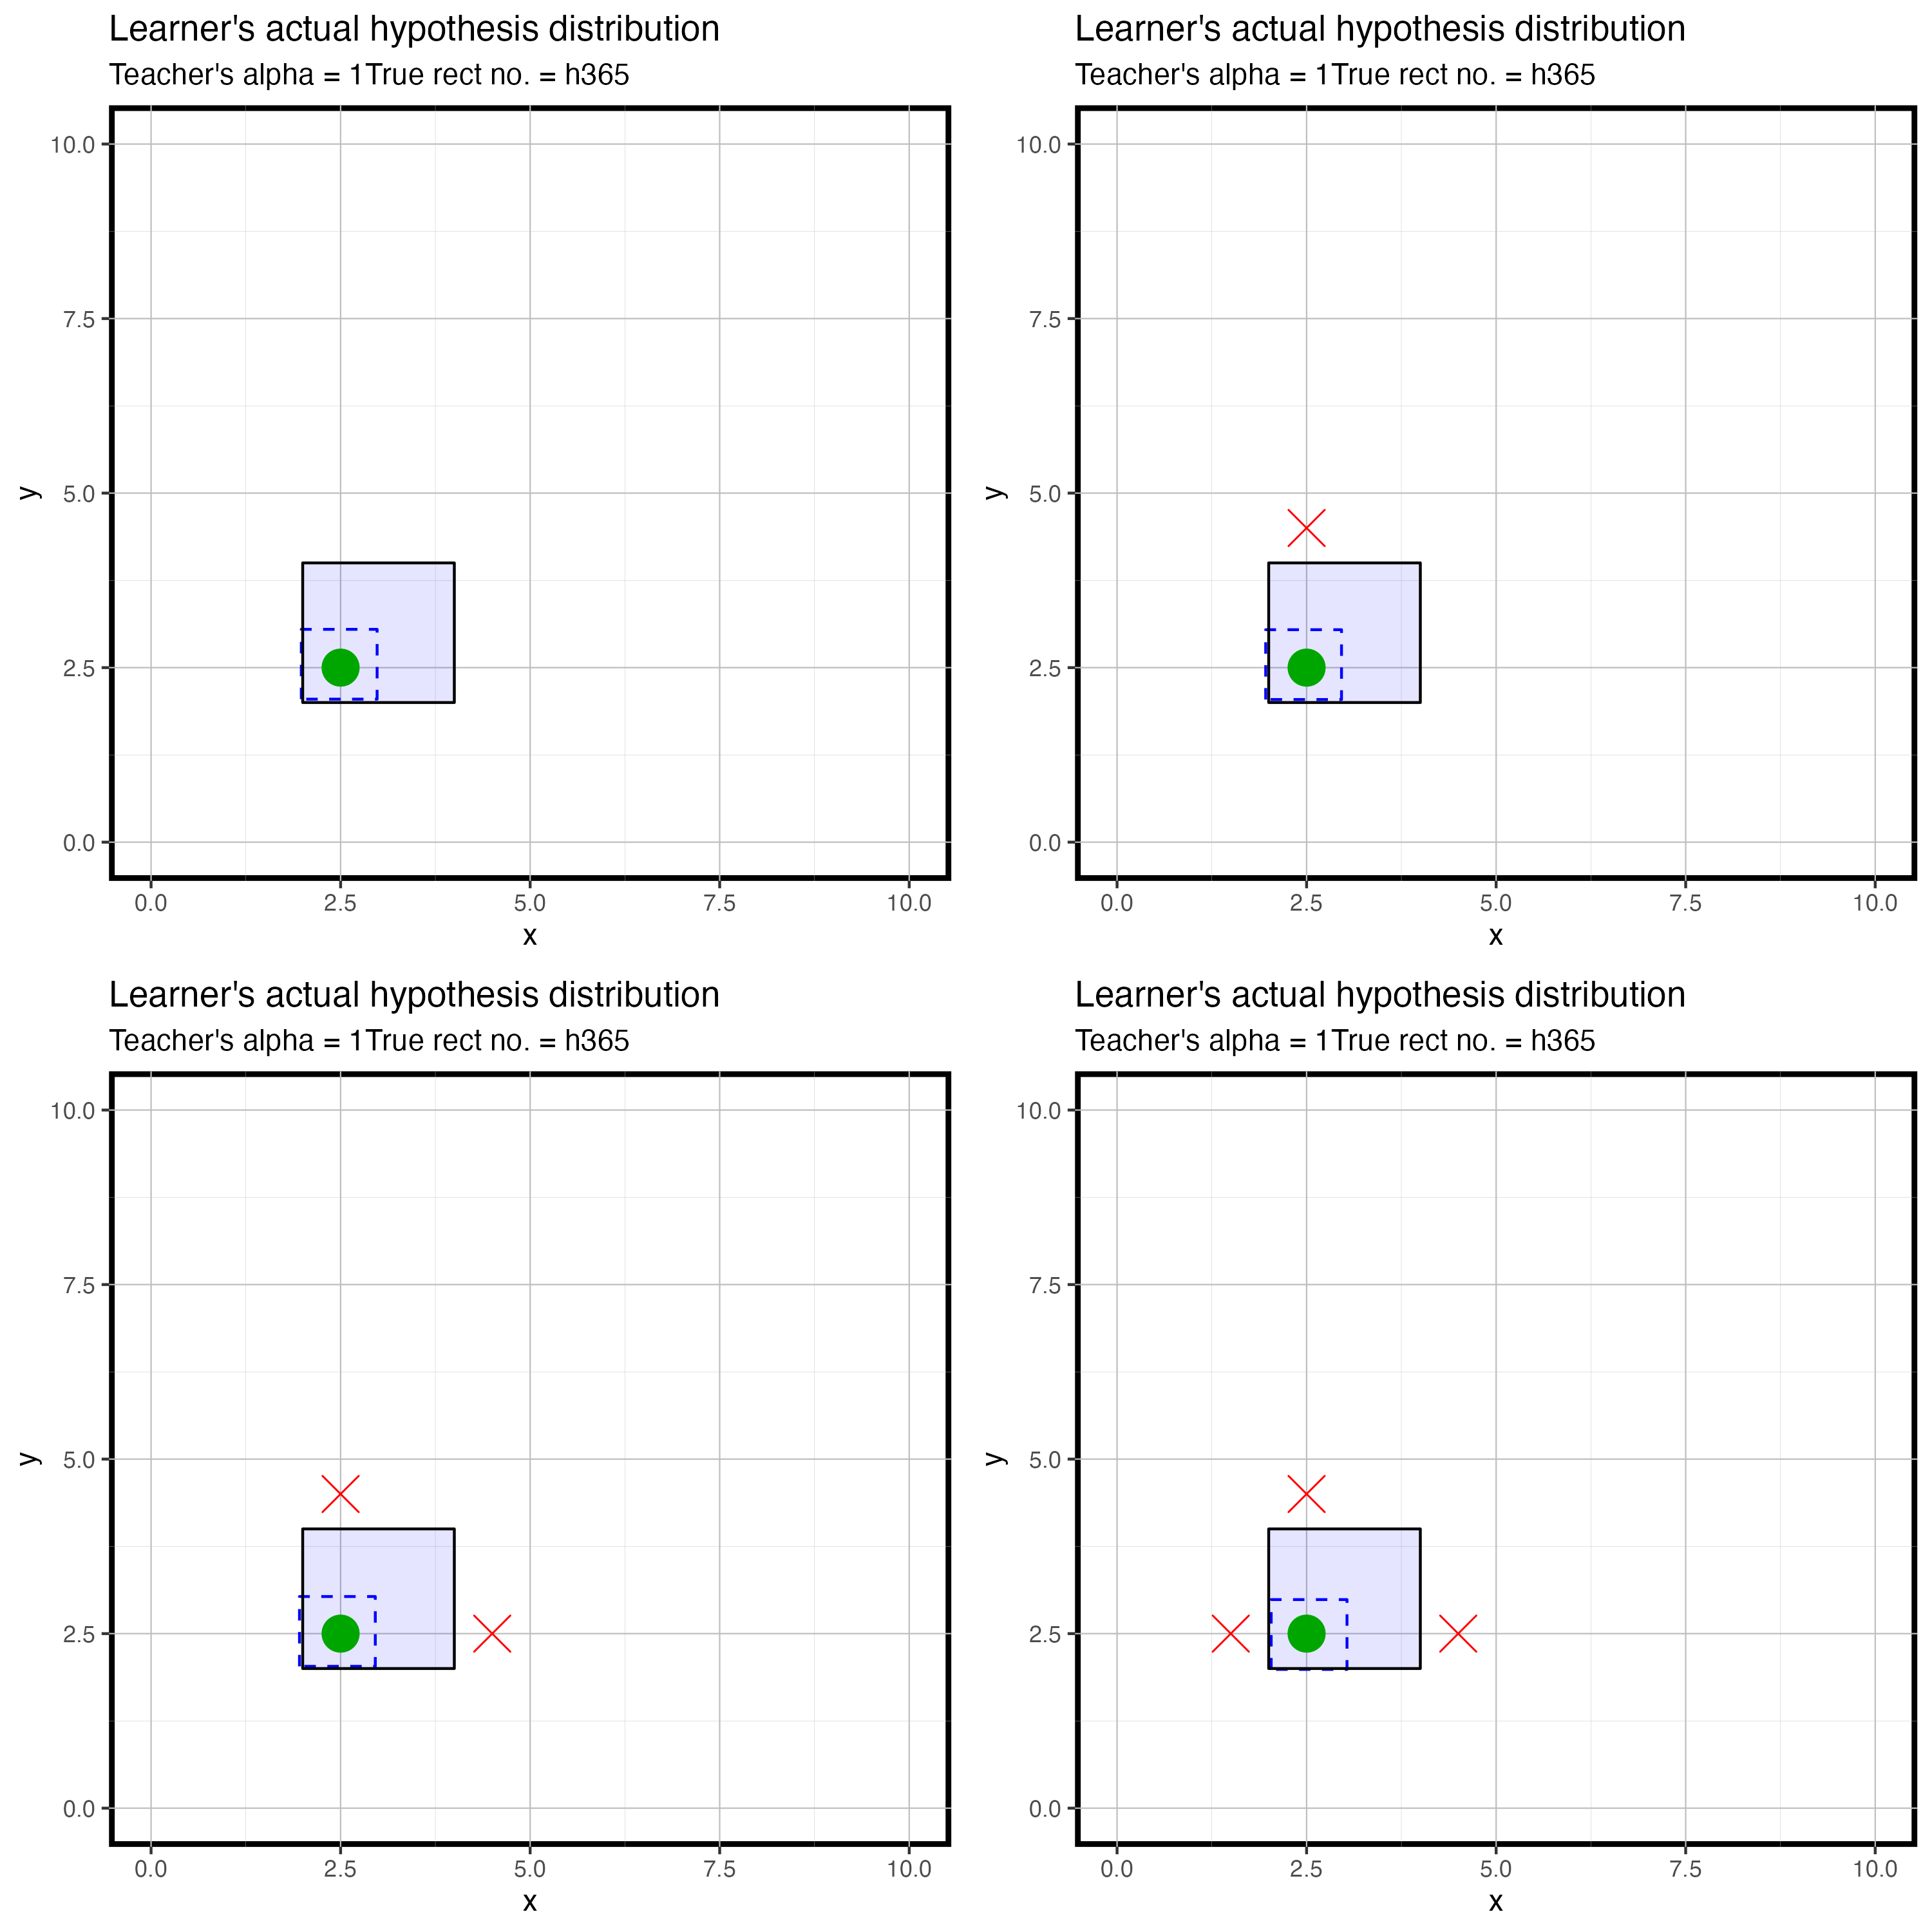 Learner's actual hypothesis distribution
Teacher's alpha = 1True rect no. = h365
10.0
7.5
5.0
2.5
0.0
y
0.0 2.5 5.0 7.5 10.0
x
Learner's actual hypothesis distribution
Teacher's alpha = 1True rect no. = h365
10.0
7.5
5.0
2.5
0.0
y
0.0 2.5 5.0 7.5 10.0
x
Learner's actual hypothesis distribution
Teacher's alpha = 1True rect no. = h365
10.0
7.5
5.0
2.5
0.0
y
0.0 2.5 5.0 7.5 10.0
x
Learner's actual hypothesis distribution
Teacher's alpha = 1True rect no. = h365
10.0
7.5
5.0
2.5
0.0
y
0.0 2.5 5.0 7.5 10.0
x